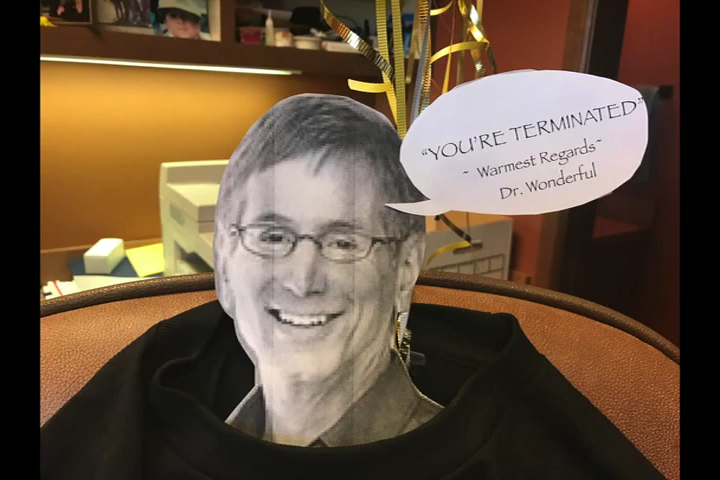 "YOU'RE TERMINATED"
~ Warmest Regards ~
Dr. Wonderful